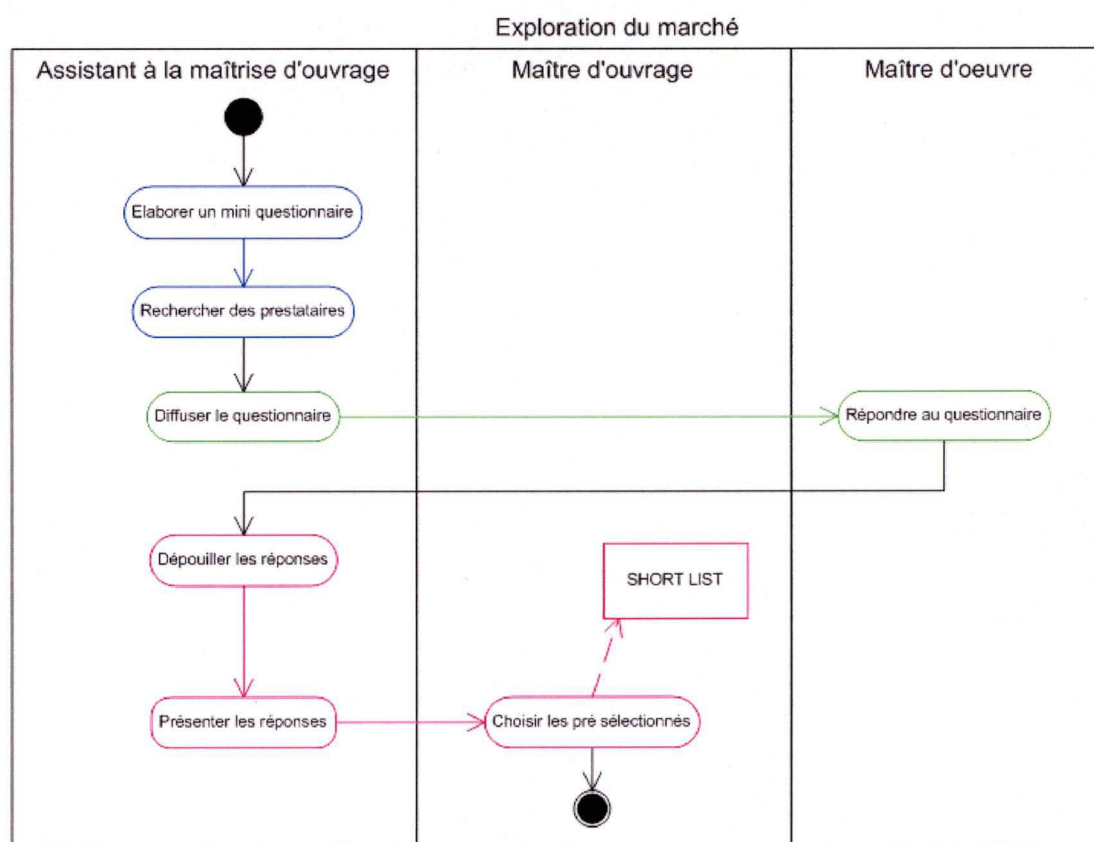 Exploration du marché
Assistant à la maîtrise d'ouvrage
Maître d'ouvrage
Maître d'oeuvre
Elaborer un mini questionnaire
Rechercher des prestataires
Diffuser le questionnaire
Répondre au questionnaire
Dépouiller les réponses
SHORT LIST
Présenter les réponses
Choisir les pré sélectionnés